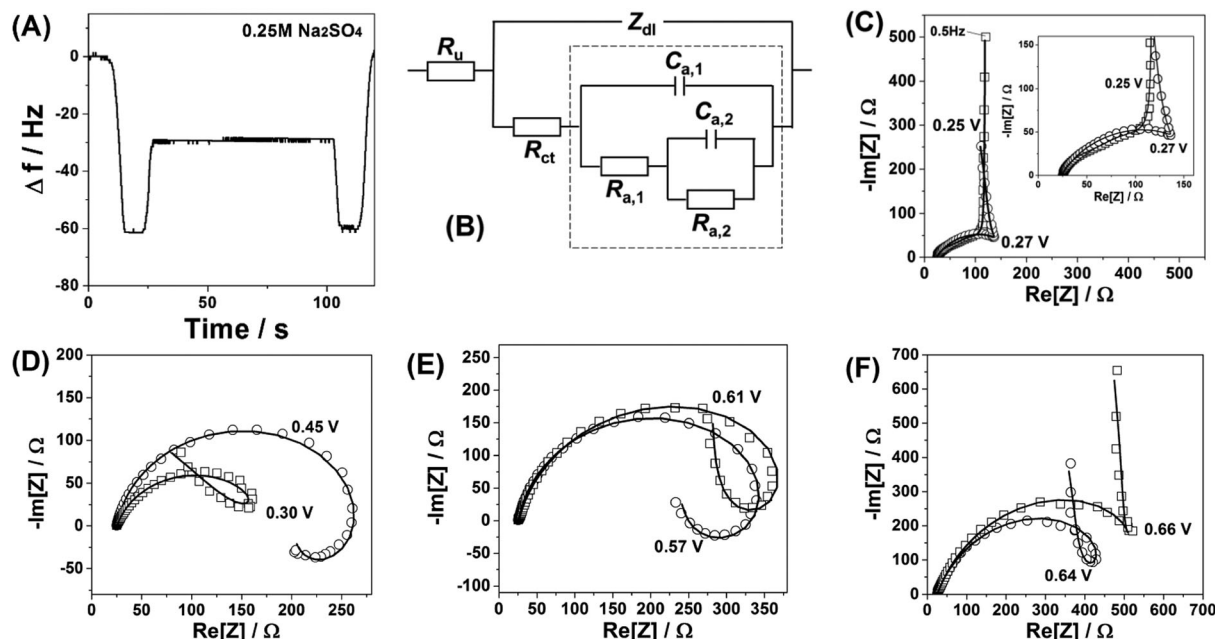 (A)
0.25M Na₂SO₄
0
-20
-40
-60
-80
Δ f / Hz
0
50
100
Time / s
(B)
Zdl
Ru
Ca,1
Ca,2
Rct
Ra,1
Ra,2
(C)
500
450
400
350
300
250
200
150
100
50
0
-Im[Z] / Ω
0.5Hz
0.25 V
0.27 V
0
100
200
300
400
500
Re[Z] / Ω
150
100
50
0
-Im[Z] / Ω
0.25 V
0.27 V
0
50
100
150
Re[Z] / Ω
(D)
200
150
100
50
0
-50
-Im[Z] / Ω
0.45 V
0.30 V
0
50
100
150
200
250
Re[Z] / Ω
(E)
250
200
150
100
50
0
-50
-100
-Im[Z] / Ω
0.61 V
0.57 V
0
50
100
150
200
250
300
350
Re[Z] / Ω
(F)
700
600
500
400
300
200
100
0
-Im[Z] / Ω
0.66 V
0.64 V
0
100
200
300
400
500
600
700
Re[Z] / Ω